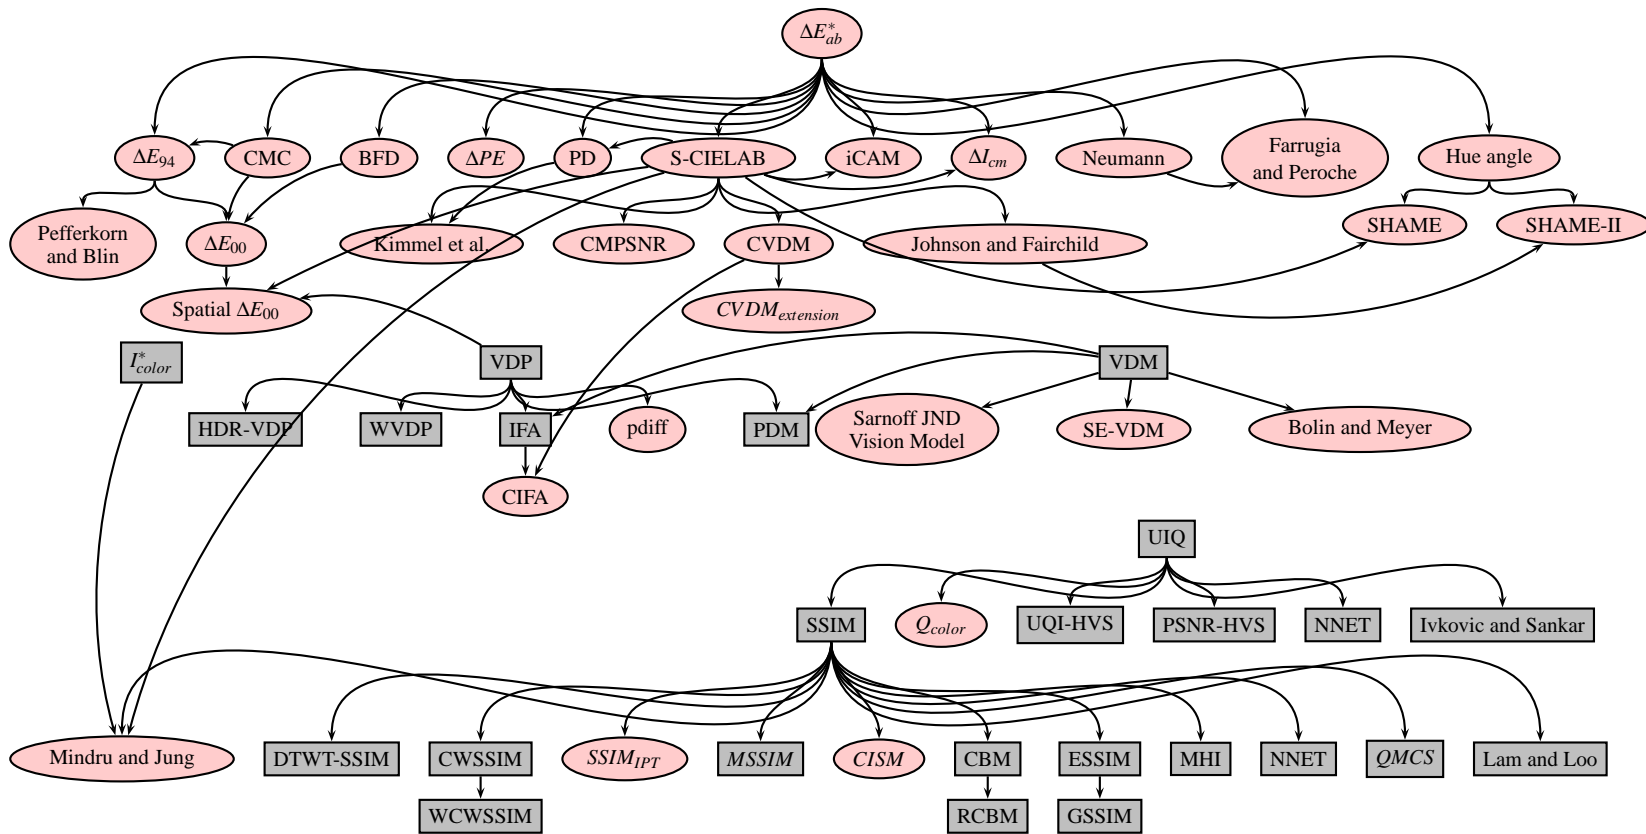 ΔE*ab
ΔE94
CMC
BFD
ΔPE
PD
S-CIELAB
iCAM
ΔIcm
Neumann
Farrugia
and Peroche
Hue angle
Pefferkorn
and Blin
ΔE00
Kimmel et al.
CMPSNR
CVDM
Johnson and Fairchild
SHAME
SHAME-II
Spatial ΔE00
CVDMextension
I*color
VDP
VDM
HDR-VDP
WVDP
IFA
pdiff
PDM
Sarnoff JND
Vision Model
SE-VDM
Bolin and Meyer
CIFA
UIQ
SSIM
Qcolor
UQI-HVS
PSNR-HVS
NNET
Ivkovic and Sankar
Mindru and Jung
DTWT-SSIM
CWSSIM
SSIMIPT
MSSIM
CISM
CBM
ESSIM
MHI
NNET
QMCS
Lam and Loo
WCWSSIM
RCBM
GSSIM